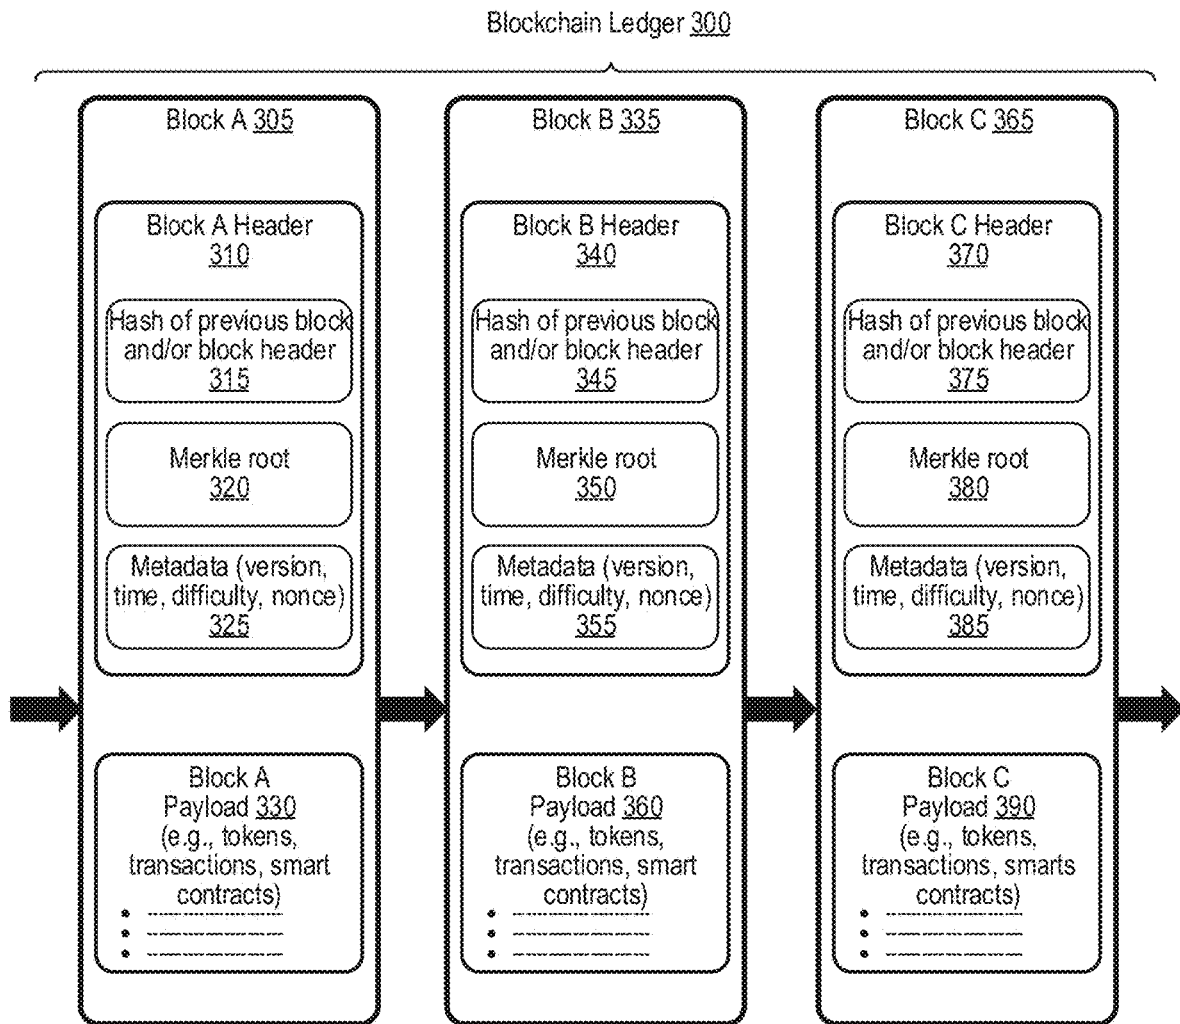 Blockchain Ledger 300
Block A 305
Block A Header
310
Hash of previous block
and/or block header
315
Merkle root
320
Metadata (version,
time, difficulty, nonce)
325
Block A
Payload 330
(e.g., tokens,
transactions, smart
contracts)
Block B 335
Block B Header
340
Hash of previous block
and/or block header
345
Merkle root
350
Metadata (version,
time, difficulty, nonce)
355
Block B
Payload 360
(e.g., tokens,
transactions, smart
contracts)
Block C 365
Block C Header
370
Hash of previous block
and/or block header
375
Merkle root
380
Metadata (version,
time, difficulty, nonce)
385
Block C
Payload 390
(e.g., tokens,
transactions, smarts
contracts)